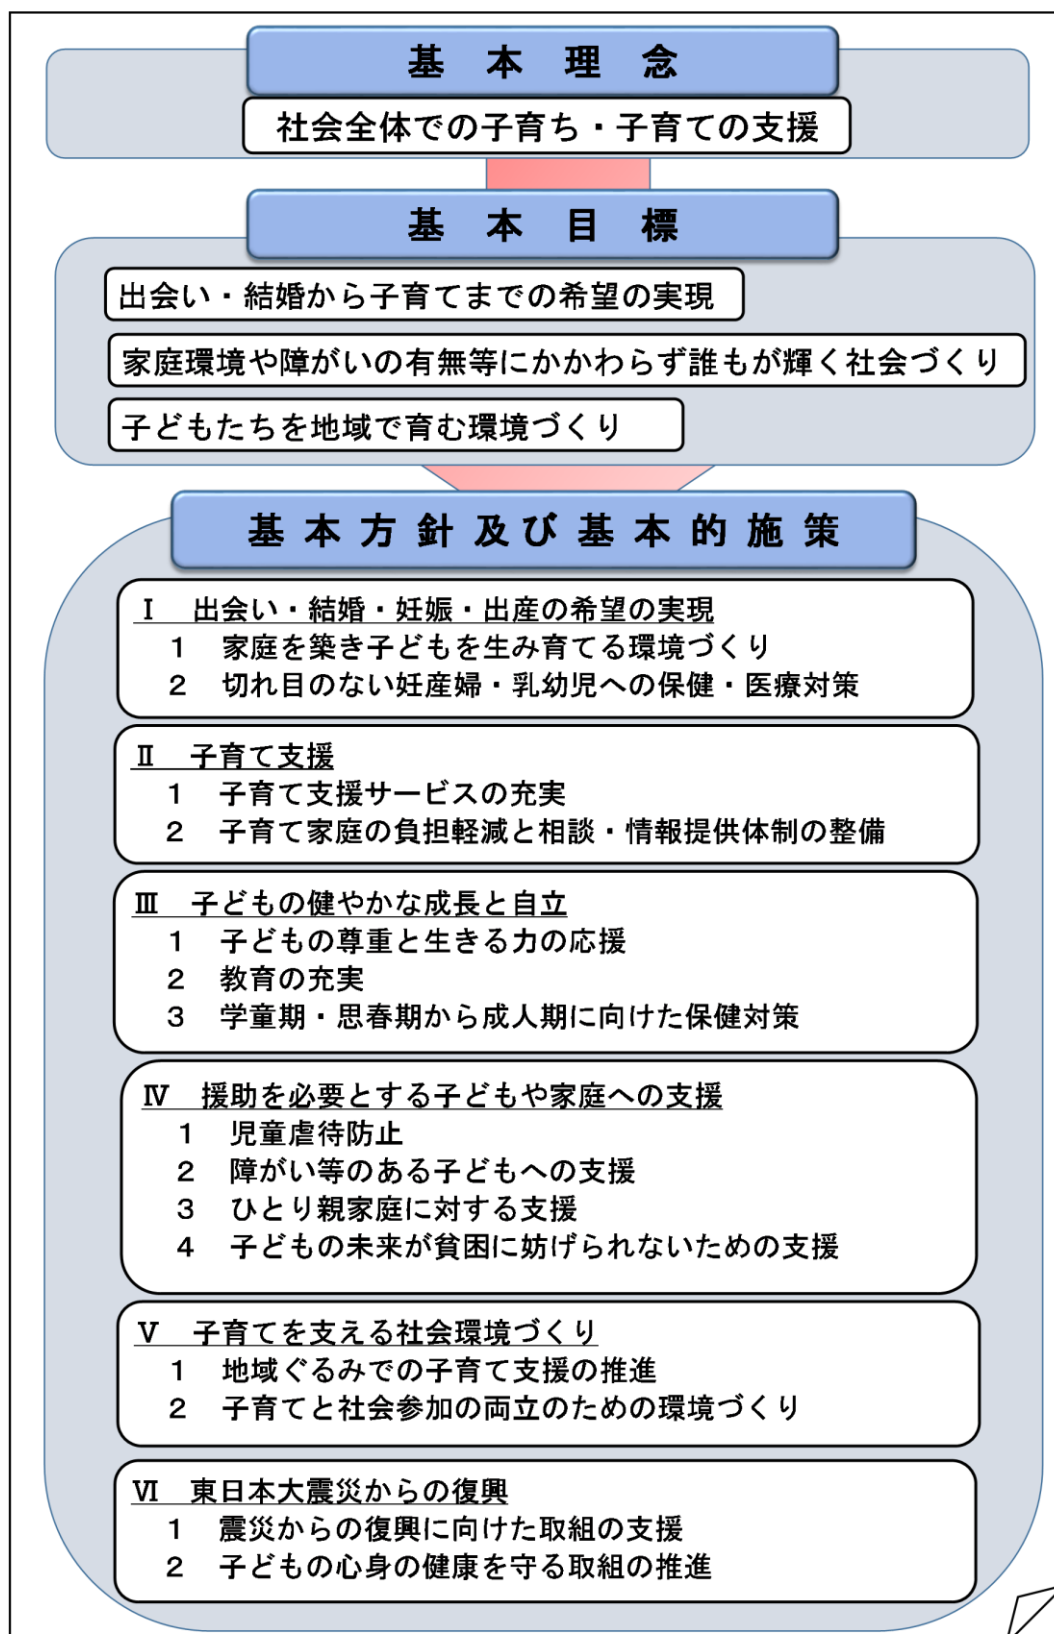 基本理念
社会全体での子育ち・子育ての支援
基本目標
出会い・結婚から子育てまでの希望の実現
家庭環境や障がいの有無等にかかわらず誰もが輝く社会づくり
子どもたちを地域で育む環境づくり
基本方針及び基本的施策
Ⅰ 出会い・結婚・妊娠・出産の希望の実現
1 家庭を築き子どもを生み育てる環境づくり
2 切れ目のない妊産婦・乳幼児への保健・医療対策
Ⅱ 子育て支援
1 子育て支援サービスの充実
2 子育て家庭の負担軽減と相談・情報提供体制の整備
Ⅲ 子どもの健やかな成長と自立
1 子どもの尊重と生きる力の応援
2 教育の充実
3 学童期・思春期から成人期に向けた保健対策
Ⅳ 援助を必要とする子どもや家庭への支援
1 児童虐待防止
2 障がい等のある子どもへの支援
3 ひとり親家庭に対する支援
4 子どもの未来が貧困に妨げられないための支援
Ⅴ 子育てを支える社会環境づくり
1 地域ぐるみでの子育て支援の推進
2 子育てと社会参加の両立のための環境づくり
Ⅵ 東日本大震災からの復興
1 震災からの復興に向けた取組の支援
2 子どもの心身の健康を守る取組の推進